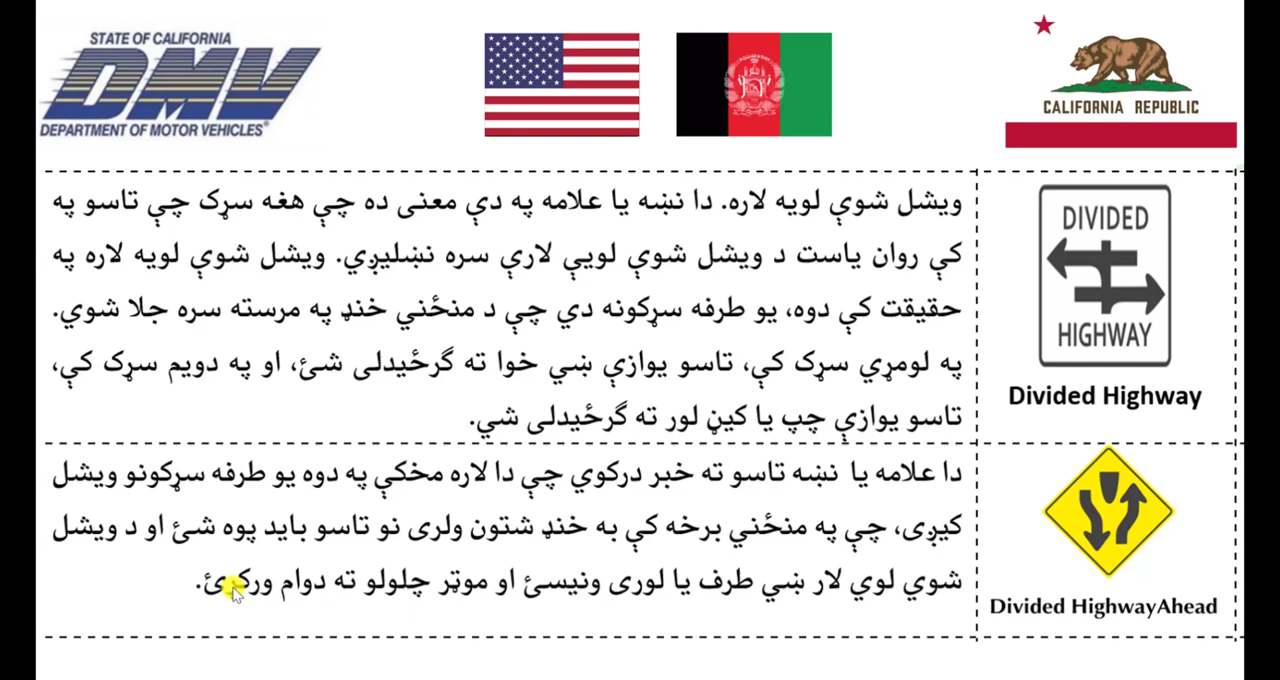 STATE OF CALIFORNIA
DMV
DEPARTMENT OF MOTOR VEHICLES®
CALIFORNIA REPUBLIC
ویشل شوې لویه لاره. دا نښه یا علامه په دې معنی ده چې هغه سړک چې تاسو په
کې روان یاست د ویشل شوې لویې لارې سره نښلیږي. ویشل شوې لویه لاره په
حقیقت کې دوه، یو طرفه سړکونه دي چې د منځني خنډ په مرسته سره جلا شوي.
په لومړي سړک کې، تاسو یوازې ښي خوا ته گرځیدلی شئ، او په دویم سړک کې،
تاسو یوازې چپ یا کیڼ لور ته گرځیدلی شي.
DIVIDED
HIGHWAY
Divided Highway
دا علامه یا نښه تاسو ته خبر درکوي چې دا لاره مخکې په دوه یو طرفه سړکونو ویشل
کیږی، چې په منځني برخه کې به خنډ شتون ولری نو تاسو باید پوه شئ او د ویشل
شوي لوي لار ښي طرف یا لوری ونیسئ او موټر چلولو ته دوام ورکړئ.
Divided HighwayAhead